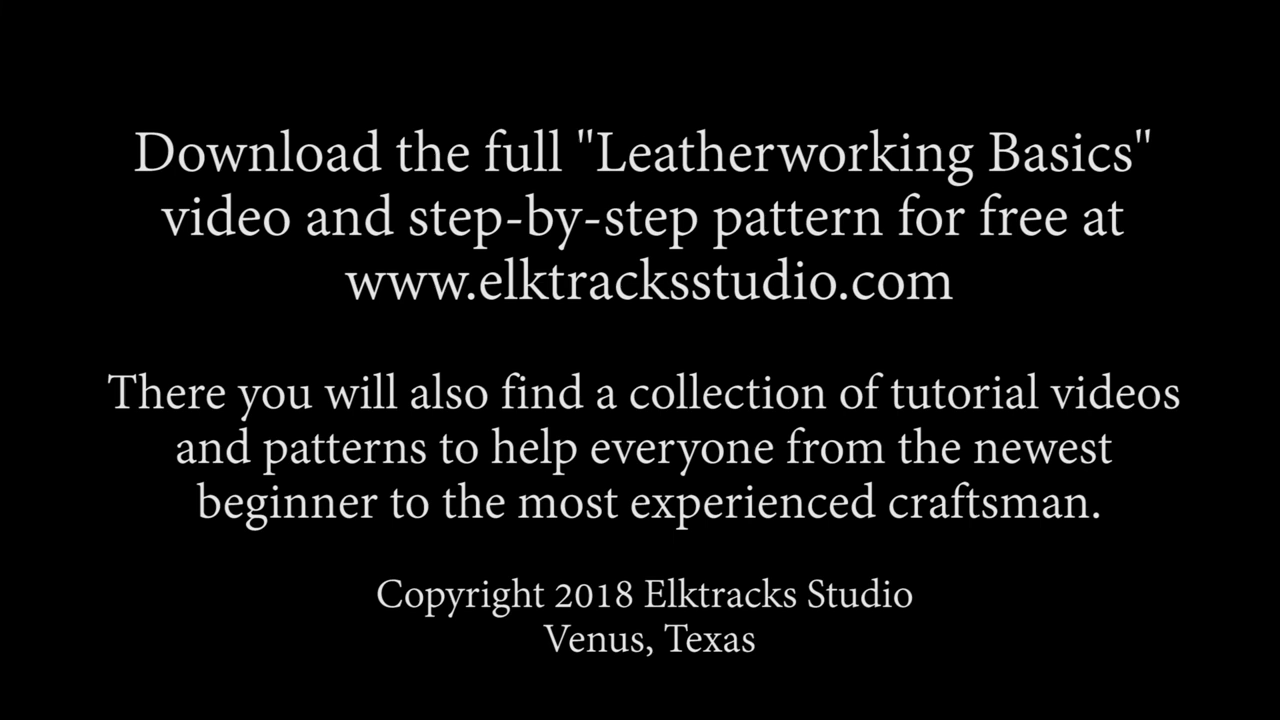 Download the full "Leatherworking Basics"
video and step-by-step pattern for free at
www.elktracksstudio.com
There you will also find a collection of tutorial videos
and patterns to help everyone from the newest
beginner to the most experienced craftsman.
Copyright 2018 Elktracks Studio
Venus, Texas